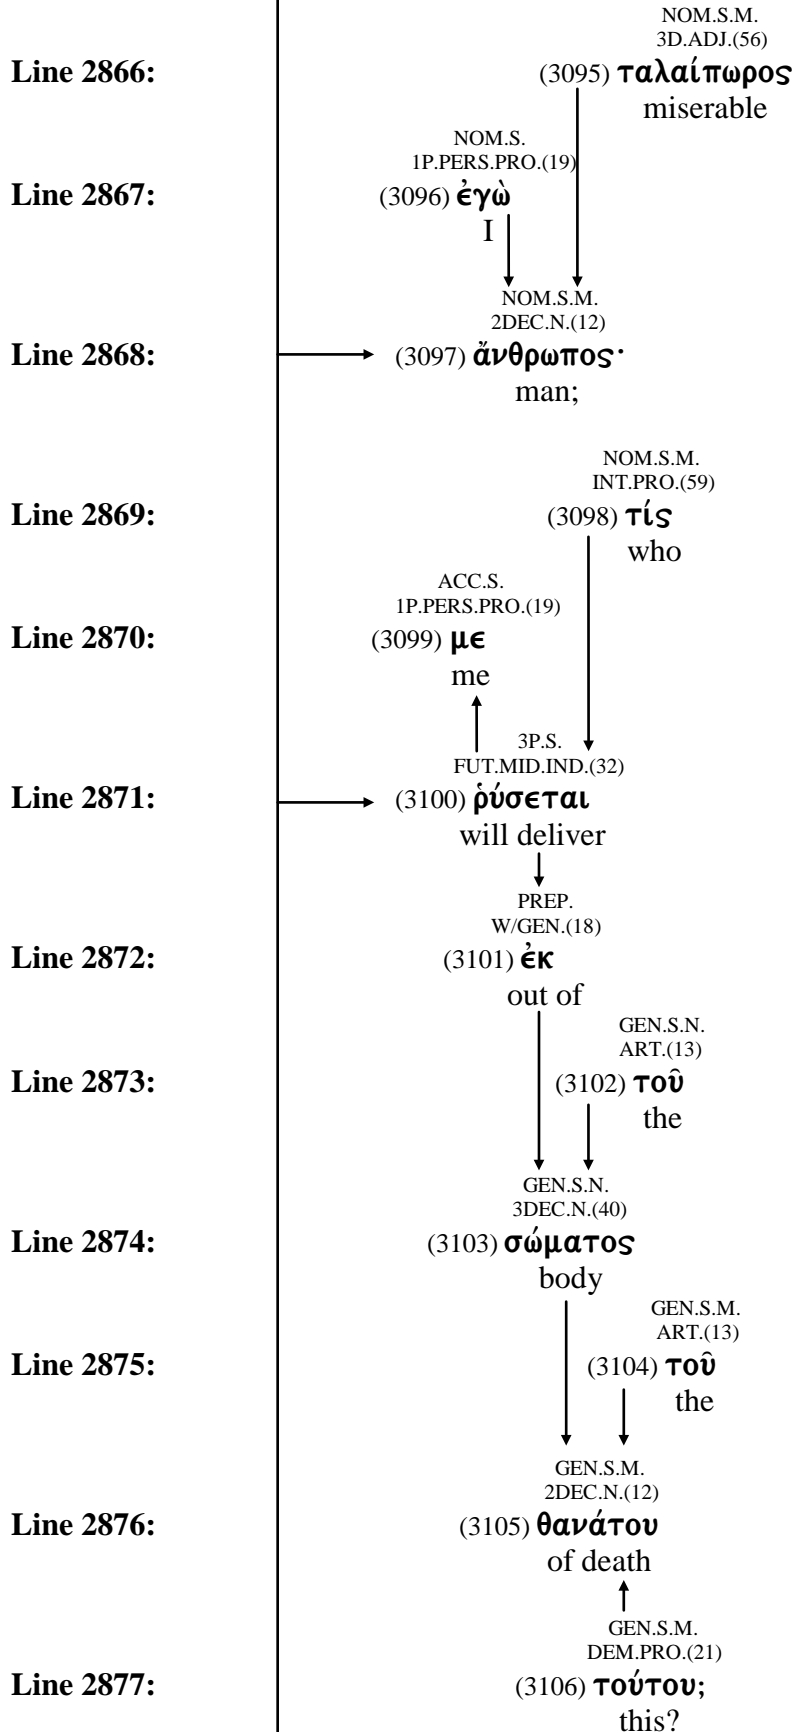 NOM.S.M.
3D.ADJ.(56)
Line 2866: (3095) ταλαίπωρος
miserable
NOM.S.
1P.PERS.PRO.(19)
Line 2867: (3096) ἐγὼ
I
NOM.S.M.
2DEC.N.(12)
Line 2868: (3097) ἄνθρωπος·
man;
NOM.S.M.
INT.PRO.(59)
Line 2869: (3098) τίς
who
ACC.S.
1P.PERS.PRO.(19)
Line 2870: (3099) με
me
3P.S.
FUT.MID.IND.(32)
Line 2871: (3100) ῥύσεται
will deliver
PREP.
W/GEN.(18)
Line 2872: (3101) ἐκ
out of
GEN.S.N.
ART.(13)
Line 2873: (3102) τοῦ
the
GEN.S.N.
3DEC.N.(40)
Line 2874: (3103) σώματος
body
GEN.S.M.
ART.(13)
Line 2875: (3104) τοῦ
the
GEN.S.M.
2DEC.N.(12)
Line 2876: (3105) θανάτου
of death
GEN.S.M.
DEM.PRO.(21)
Line 2877: (3106) τούτου;
this?